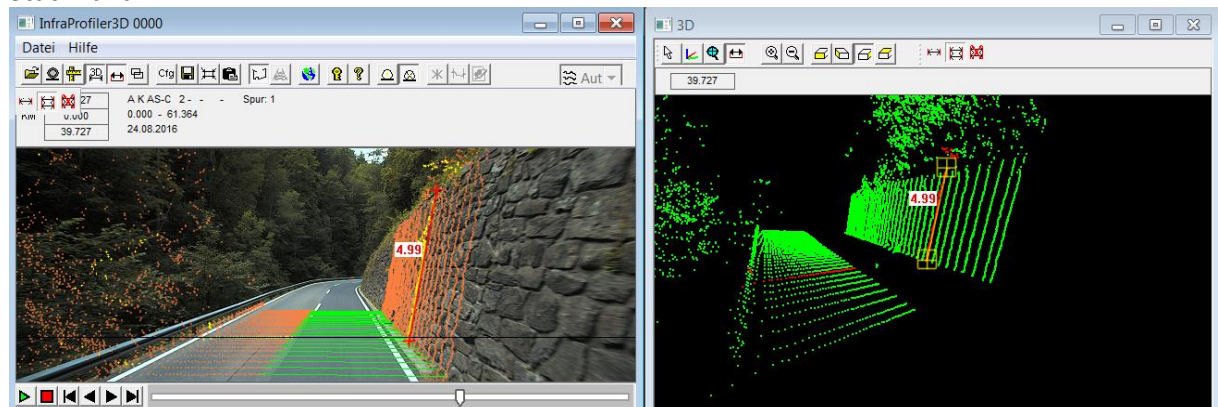 InfraProfiler3D 0000
Datei Hilfe
3D Cfg Aut
27 A K AS-C 2 - - - Spur: 1
0.000 0.000 - 61.364
39.727 24.08.2016
4.99
3D
39.727
4.99